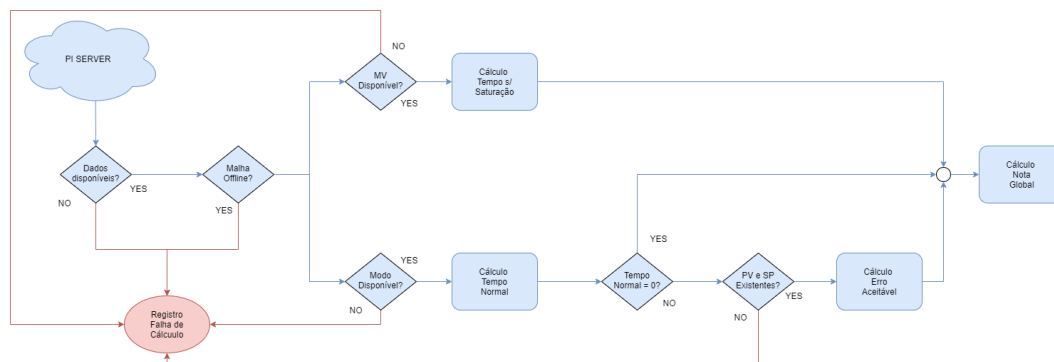 PI SERVER
NO
MV
Disponível?
YES
Cálculo
Tempo s/
Saturação
Dados
disponíveis?
YES
NO
Malha
Offline?
YES
Cálculo
Nota
Global
YES
Modo
Disponível?
NO
Cálculo
Tempo
Normal
YES
Tempo
Normal = 0?
NO
PV e SP
Existentes?
YES
NO
Cálculo
Erro
Aceitável
Registro
Falha de
Cálcuulo